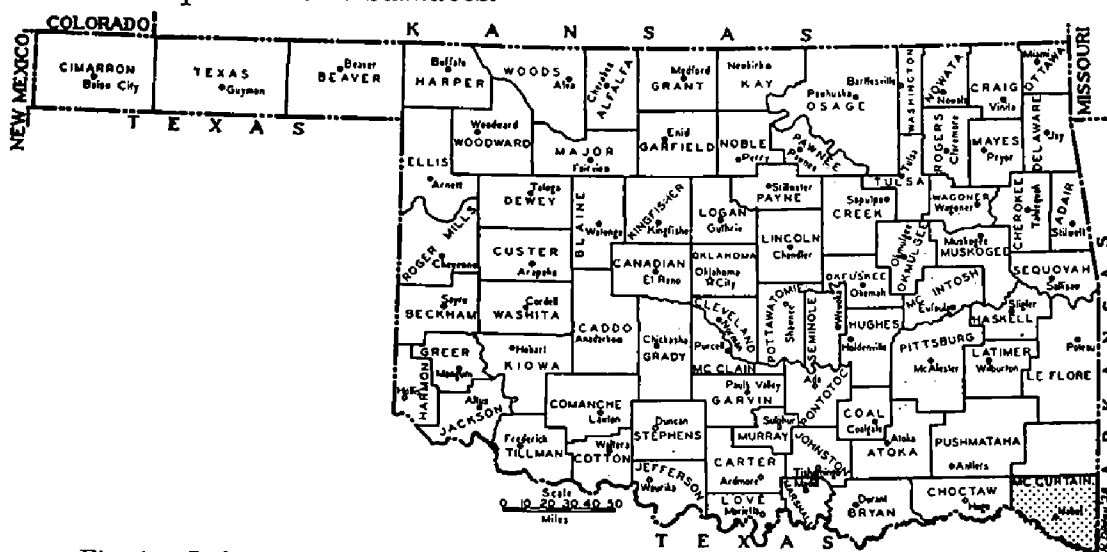 COLORADO
KANSAS
NEW MEXICO
MISSOURI
CIMARRON
Boise City
TEXAS
Guymon
Beaver
BEAVER
Buffalo
HARPER
WOODS
Alva
Cherokee
ALFALFA
Medford
GRANT
Newkirk
KAY
Pawhuska
OSAGE
Bartlesville
WASHINGTON
NOWATA
Nowata
CRAIG
Vinita
Miami
OTTAWA
TEXAS
ELLIS
Arnett
Woodward
WOODWARD
MAJOR
Fairview
Enid
GARFIELD
NOBLE
Perry
PAWNEE
Pawnee
Tulsa
TULSA
ROGERS
Claremore
MAYES
Pryor
DELAWARE
Jay
ROGER MILLS
Cheyenne
Taloga
DEWEY
BLAINE
Watonga
KINGFISHER
Kingfisher
LOGAN
Guthrie
Stillwater
PAYNE
Sapulpa
CREEK
WAGONER
Wagoner
CHEROKEE
Tahlequah
ADAIR
Stilwell
CUSTER
Arapaho
CANADIAN
El Reno
OKLAHOMA
Oklahoma
City
LINCOLN
Chandler
OKFUSKEE
Okemah
Okmulgee
OKMULGEE
Muskogee
MUSKOGEE
SEQUOYAH
Sallisaw
Sayre
BECKHAM
Cordell
WASHITA
CADDO
Anadarko
Chickasha
GRADY
CLEVELAND
Norman
Purcell
MC CLAIN
POTTAWATOMIE
Shawnee
SEMINOLE
Wewoka
HUGHES
Holdenville
MC INTOSH
Eufaula
Stigler
HASKELL
ARKANSAS
GREER
Mangum
HARMON
Hollis
Hobart
KIOWA
Altus
JACKSON
COMANCHE
Lawton
Pauls Valley
GARVIN
Ada
PONTOTOC
PITTSBURG
McAlester
LATIMER
Wilburton
Poteau
LE FLORE
Frederick
TILLMAN
Walters
COTTON
Duncan
STEPHENS
Sulphur
MURRAY
JOHNSTON
Tishomingo
COAL
Coalgate
Atoka
ATOKA
PUSHMATAHA
Antlers
Waurika
JEFFERSON
CARTER
Ardmore
LOVE
Marietta
MARSHALL
Durant
BRYAN
CHOCTAW
Hugo
MC CURTAIN
Idabel
TEXAS
Scale
0 10 20 30 40 50
Miles